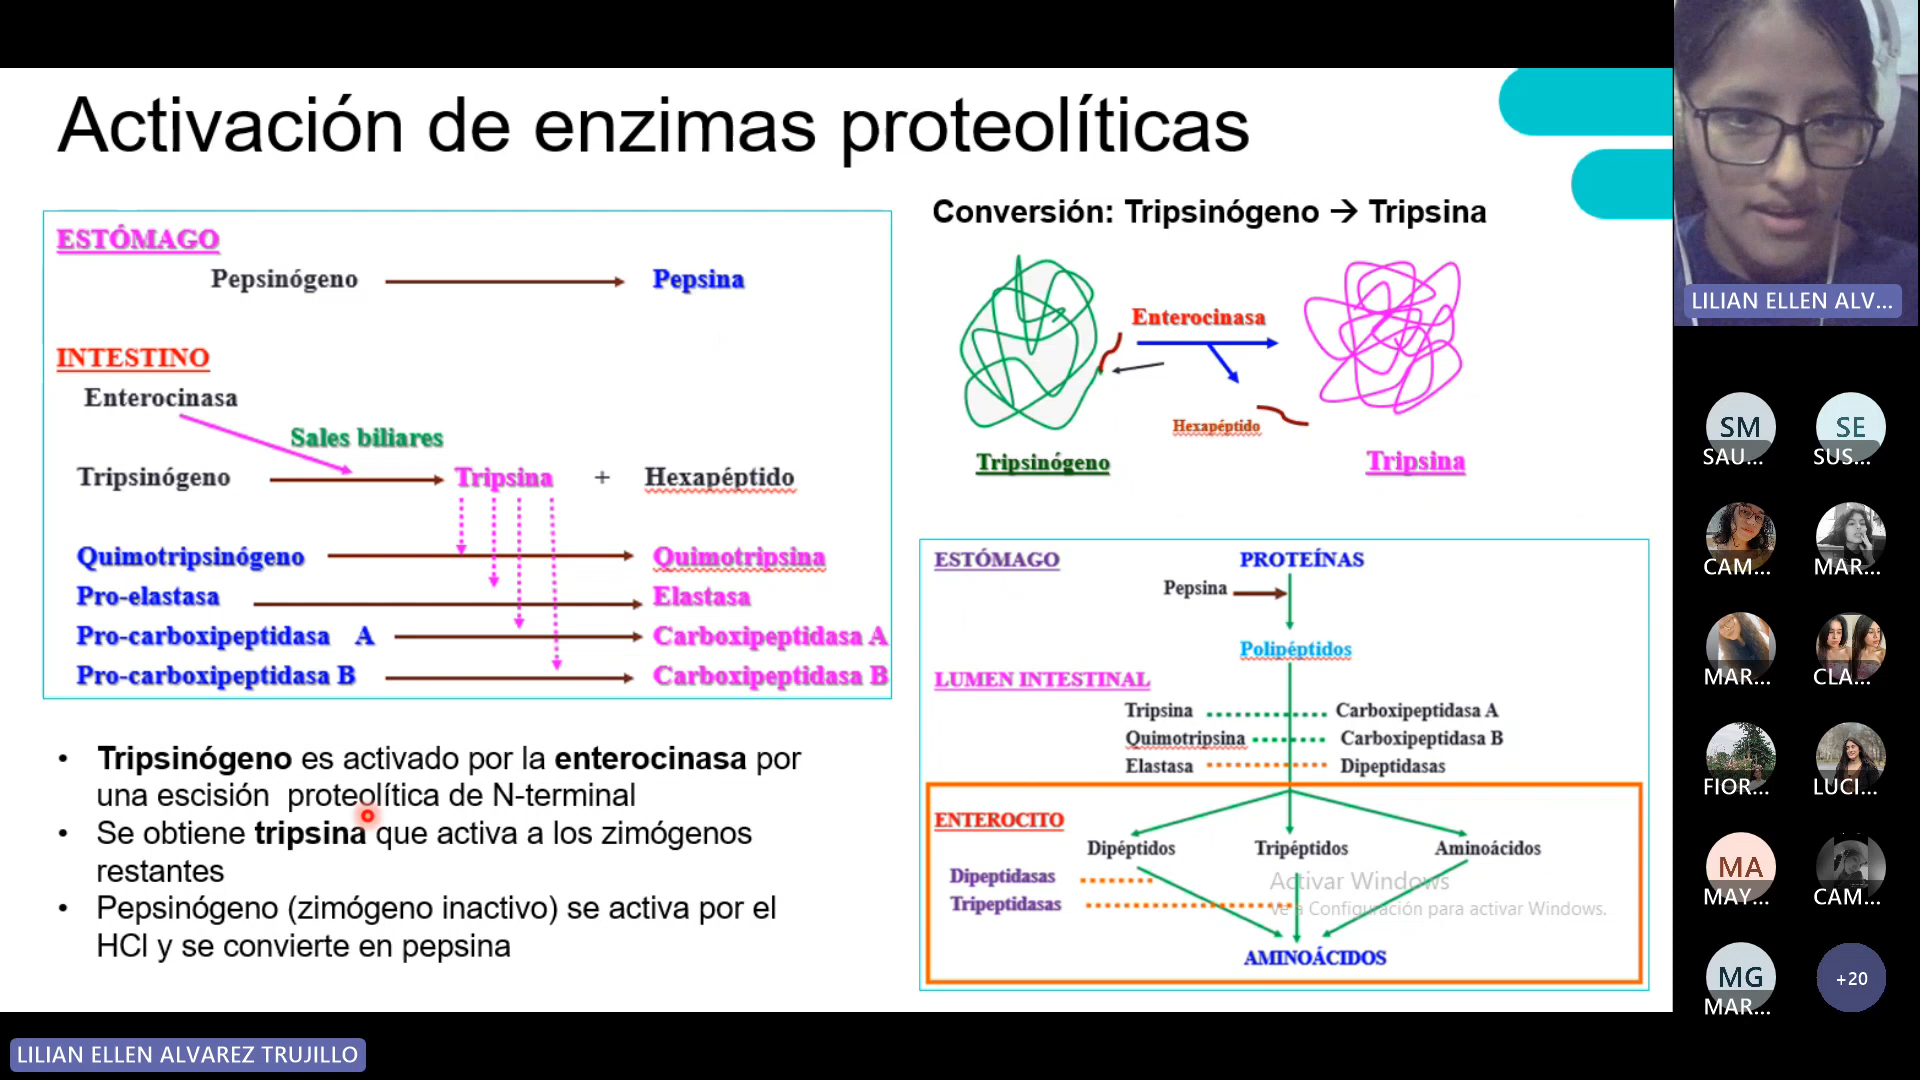 Activación de enzimas proteolíticas
ESTÓMAGO
Pepsinógeno Pepsina
INTESTINO
Enterocinasa
Sales biliares
Tripsinógeno Tripsina + Hexapéptido
Quimotripsinógeno Quimotripsina
Pro-elastasa Elastasa
Pro-carboxipeptidasa A Carboxipeptidasa A
Pro-carboxipeptidasa B Carboxipeptidasa B
• Tripsinógeno es activado por la enterocinasa por
una escisión proteolítica de N-terminal
• Se obtiene tripsina que activa a los zimógenos
restantes
• Pepsinógeno (zimógeno inactivo) se activa por el
HCl y se convierte en pepsina
Conversión: Tripsinógeno → Tripsina
Enterocinasa
Hexapéptido
Tripsinógeno Tripsina
ESTÓMAGO PROTEÍNAS
Pepsina
Polipéptidos
LUMEN INTESTINAL
Tripsina Carboxipeptidasa A
Quimotripsina Carboxipeptidasa B
Elastasa Dipeptidasas
ENTEROCITO
Dipéptidos Tripéptidos Aminoácidos
Dipeptidasas
Tripeptidasas
AMINOÁCIDOS
Activar Windows
Ve a Configuración para activar Windows.
LILIAN ELLEN ALV...
SM SE
SAU... SUS...
CAM... MAR...
MAR... CLA...
FIOR... LUCI...
MA
MAY... CAM...
MG +20
MAR...
LILIAN ELLEN ALVAREZ TRUJILLO